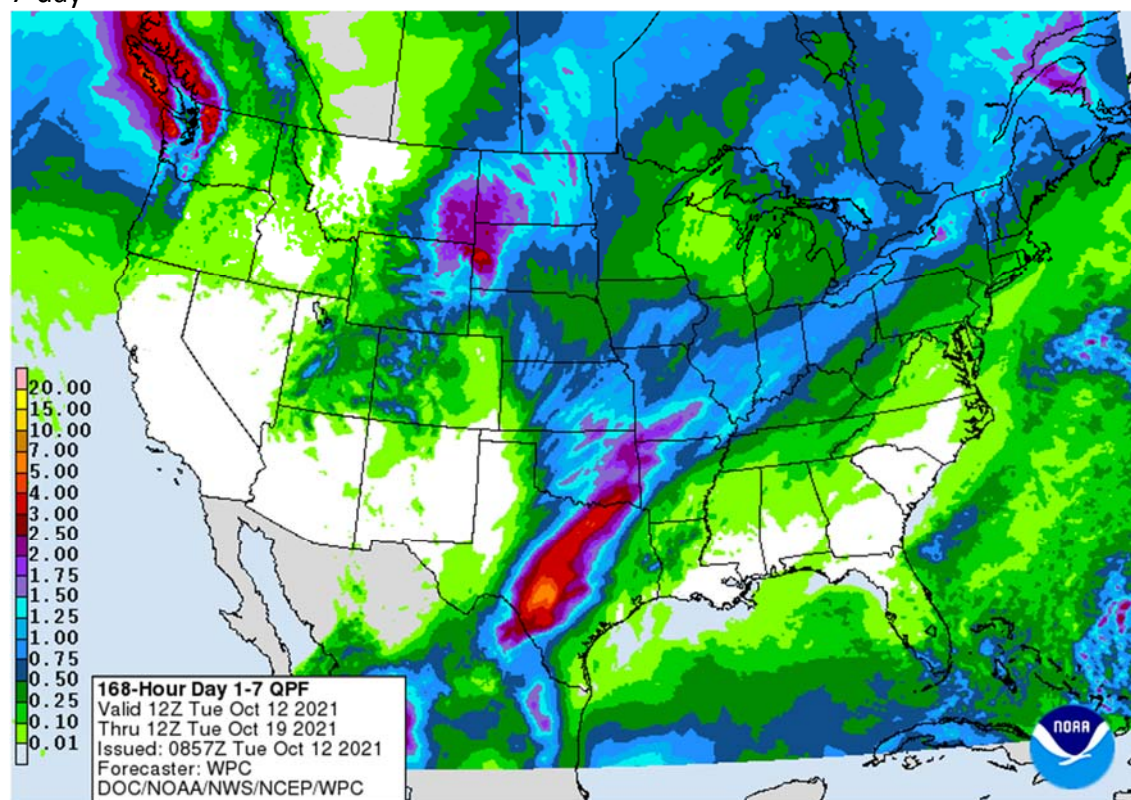 20.00
15.00
10.00
7.00
5.00
4.00
3.00
2.50
2.00
1.75
1.50
1.25
1.00
0.75
0.50
0.25
0.10
0.01
168-Hour Day 1-7 QPF
Valid 12Z Tue Oct 12 2021
Thru 12Z Tue Oct 19 2021
Issued: 0857Z Tue Oct 12 2021
Forecaster: WPC
DOC/NOAA/NWS/NCEP/WPC
NOAA